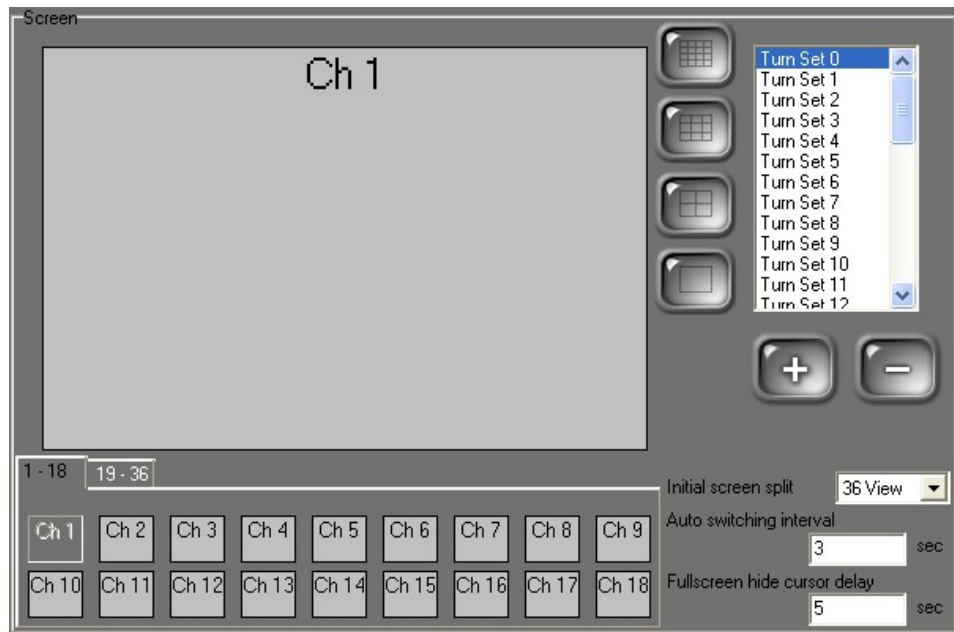 Screen
Ch 1
Turn Set 0
Turn Set 1
Turn Set 2
Turn Set 3
Turn Set 4
Turn Set 5
Turn Set 6
Turn Set 7
Turn Set 8
Turn Set 9
Turn Set 10
Turn Set 11
Turn Set 12
1 - 18 19 - 36
Ch 1 Ch 2 Ch 3 Ch 4 Ch 5 Ch 6 Ch 7 Ch 8 Ch 9
Ch 10 Ch 11 Ch 12 Ch 13 Ch 14 Ch 15 Ch 16 Ch 17 Ch 18
Initial screen split 36 View
Auto switching interval
3 sec
Fullscreen hide cursor delay
5 sec